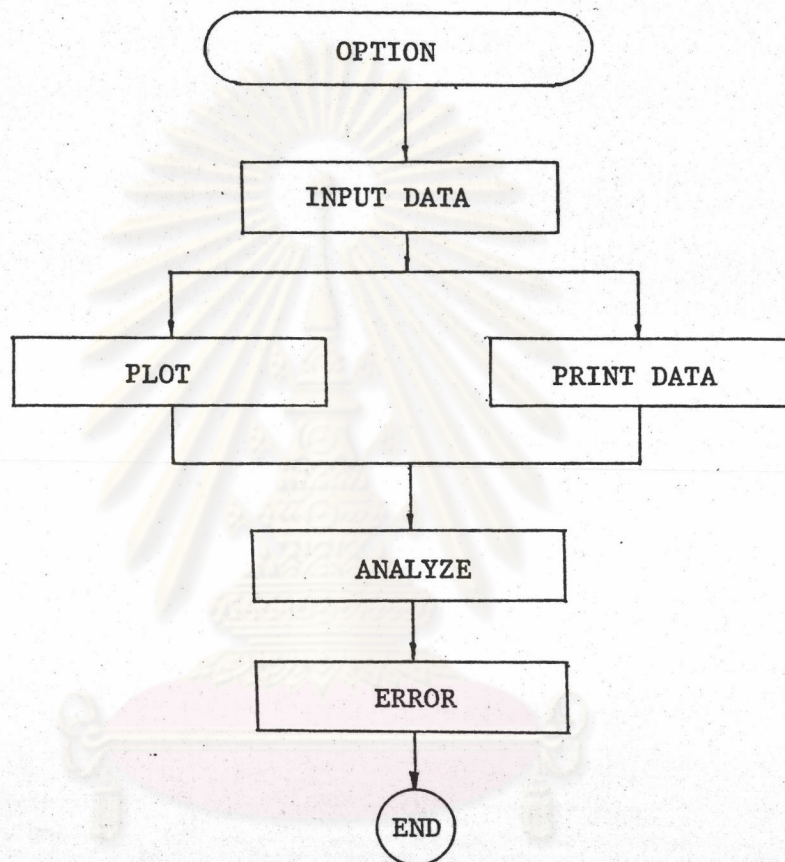 OPTION
INPUT DATA
PLOT
PRINT DATA
ANALYZE
ERROR
END